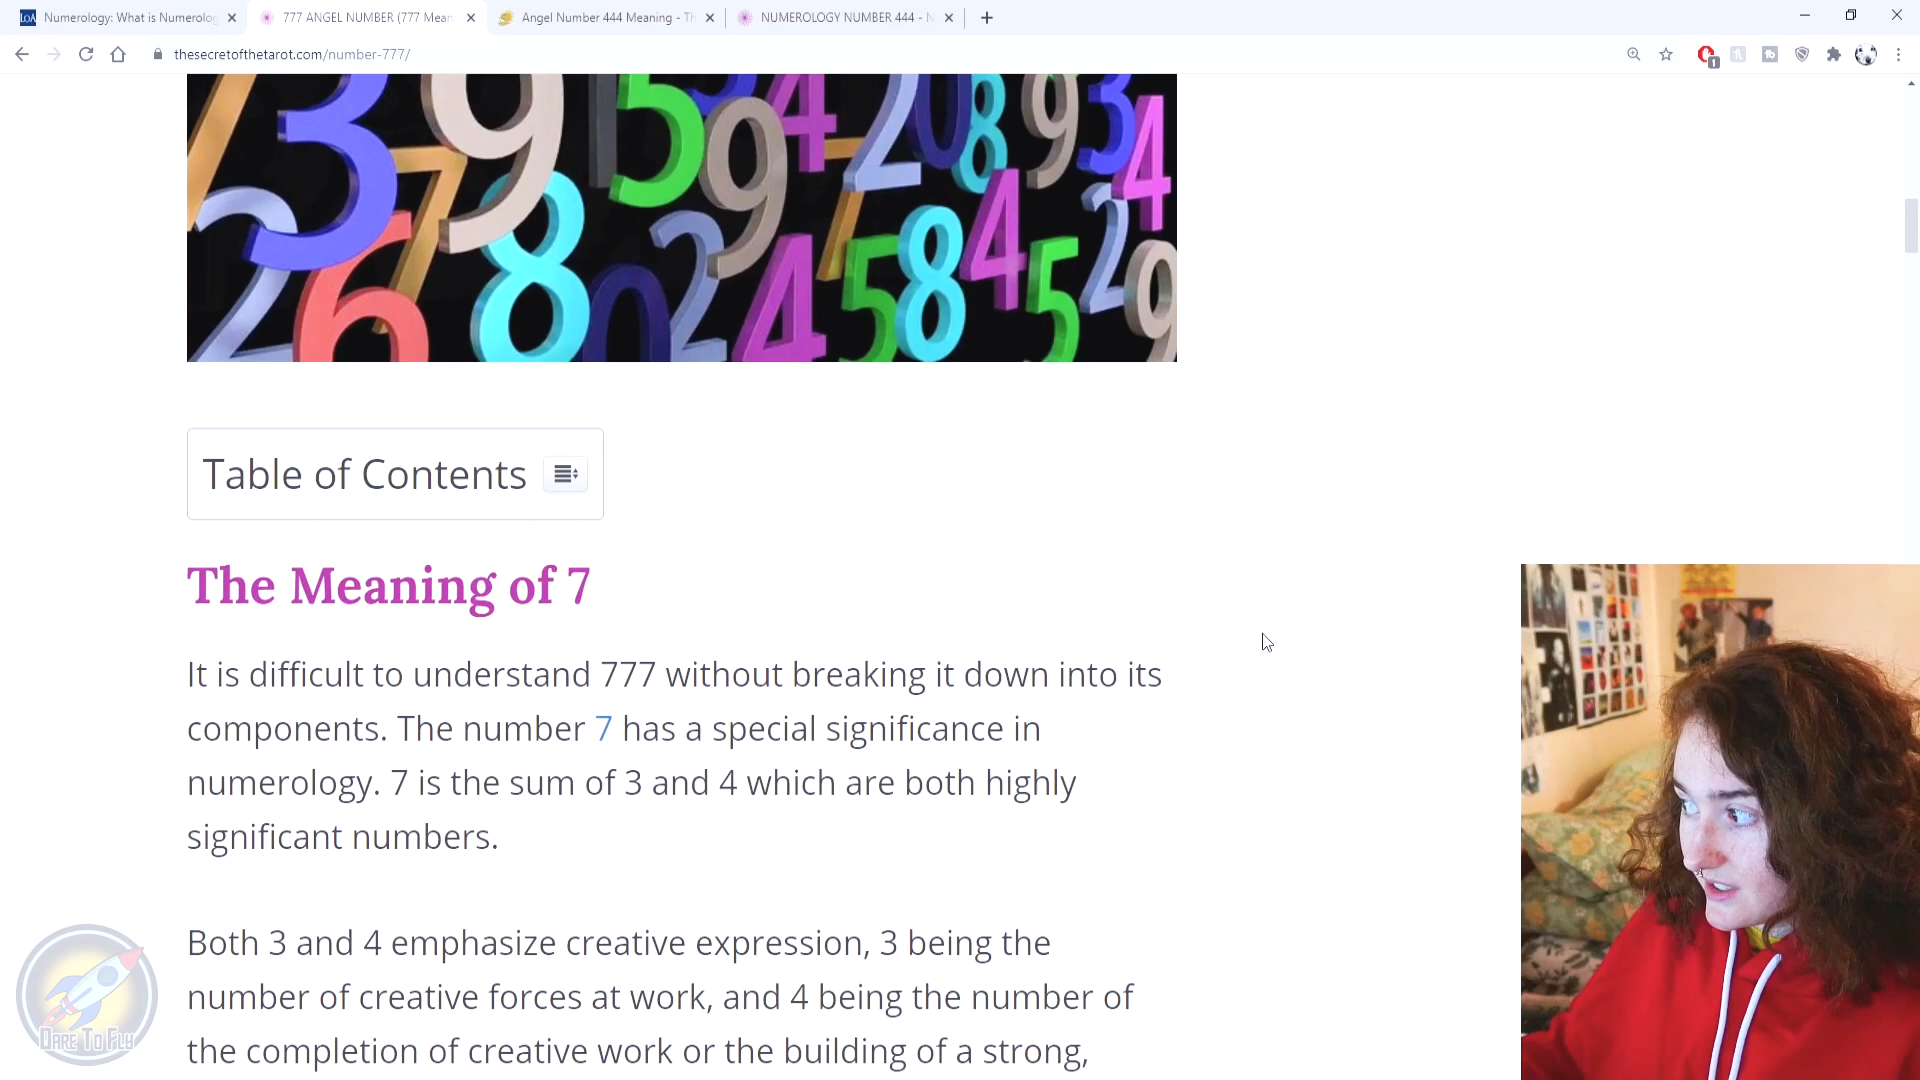 LOA Numerology: What is Numerolog
777 ANGEL NUMBER (777 Mean
Angel Number 444 Meaning - Th
NUMEROLOGY NUMBER 444 - N
thesecretofthetarot.com/number-777/
1
Table of Contents
The Meaning of 7
It is difficult to understand 777 without breaking it down into its
components. The number 7 has a special significance in
numerology. 7 is the sum of 3 and 4 which are both highly
significant numbers.
Both 3 and 4 emphasize creative expression, 3 being the
number of creative forces at work, and 4 being the number of
the completion of creative work or the building of a strong,
DARE TO FLY